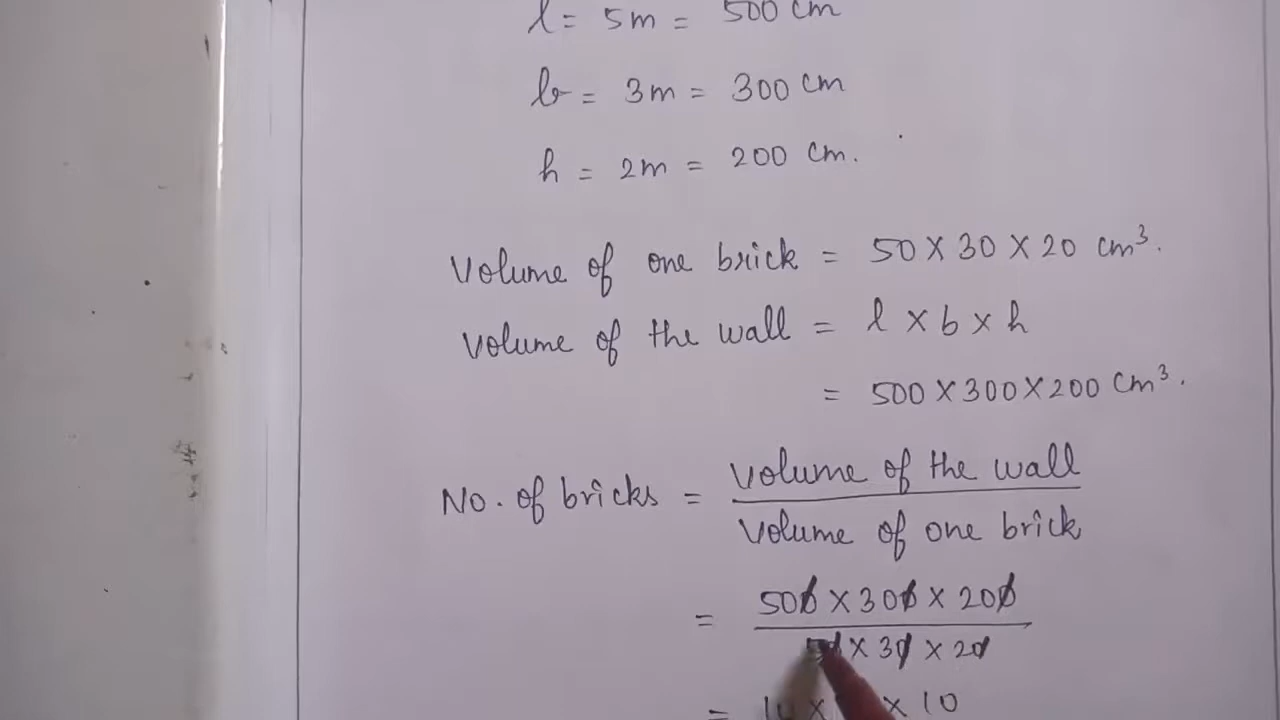 l = 5m = 500 cm
b = 3m = 300 cm
h = 2m = 200 cm.
Volume of one brick = 50 X 30 X 20 cm³.
Volume of the wall = l X b X h
= 500 X 300 X 200 cm³.
No. of bricks = Volume of the wall
Volume of one brick
= 500 X 300 X 200
50 X 30 X 20
= 10 X X 10